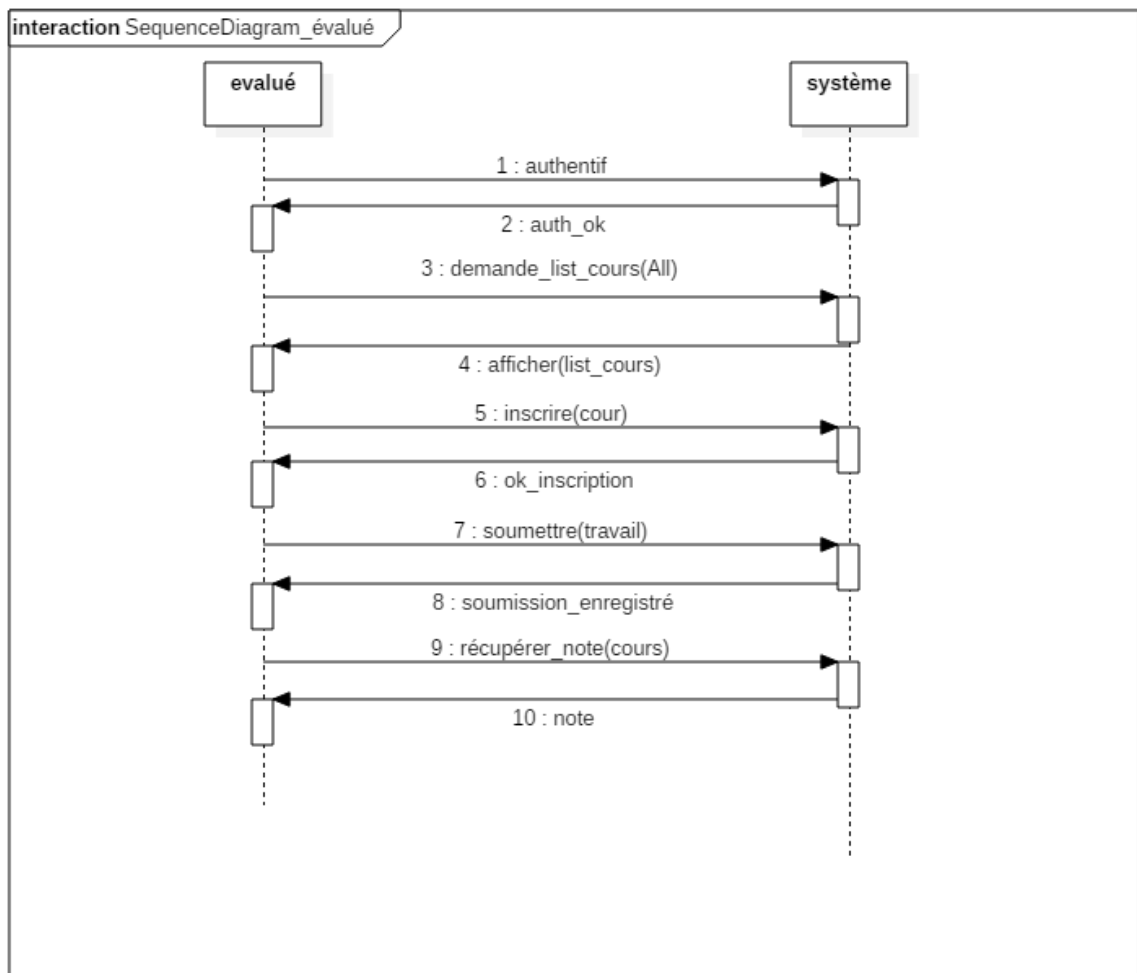 interaction SequenceDiagram_évalué
evalué
système
1 : authentif
2 : auth_ok
3 : demande_list_cours(All)
4 : afficher(list_cours)
5 : inscrire(cour)
6 : ok_inscription
7 : soumettre(travail)
8 : soumission_enregistré
9 : récupérer_note(cours)
10 : note